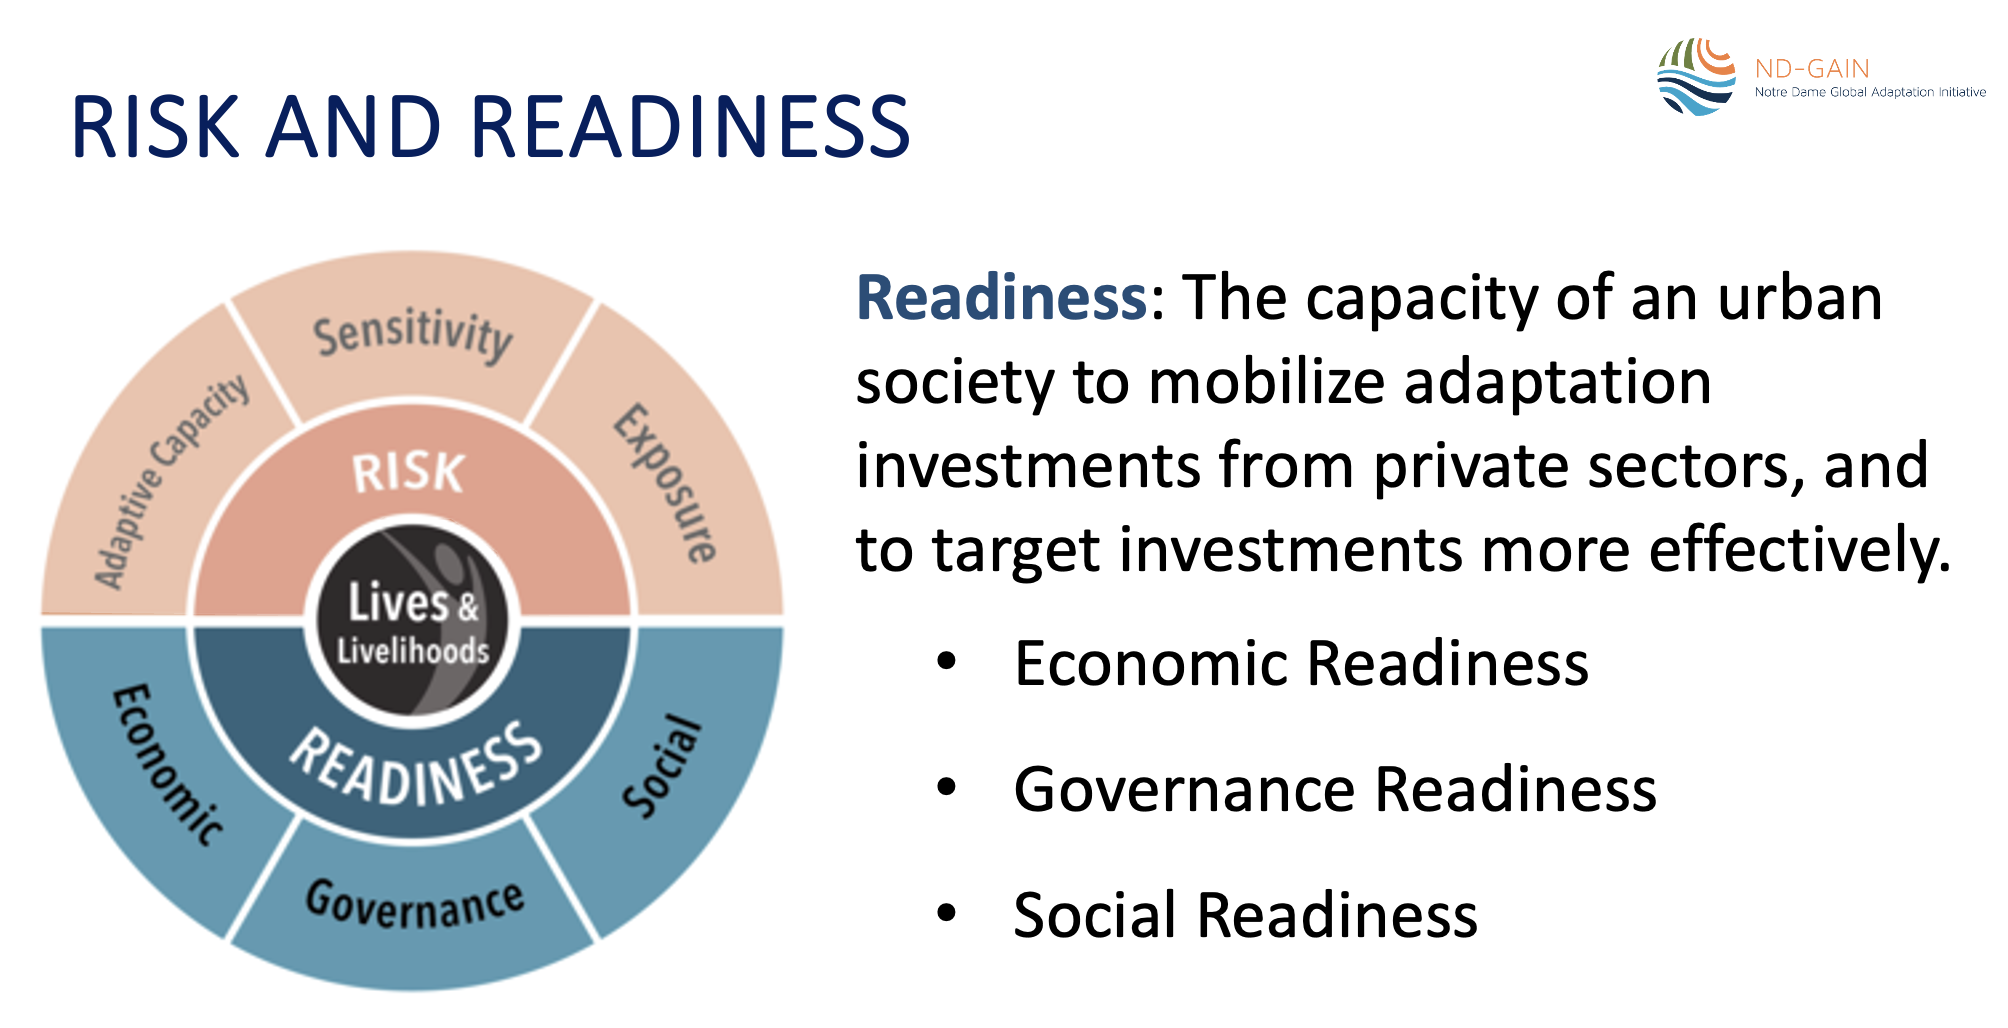 ND-GAIN
Notre Dame Global Adaptation Initiative
RISK AND READINESS
Sensitivity
Adaptive Capacity
Exposure
RISK
Lives &
Livelihoods
READINESS
Economic
Governance
Social
Readiness: The capacity of an urban
society to mobilize adaptation
investments from private sectors, and
to target investments more effectively.
• Economic Readiness
• Governance Readiness
• Social Readiness